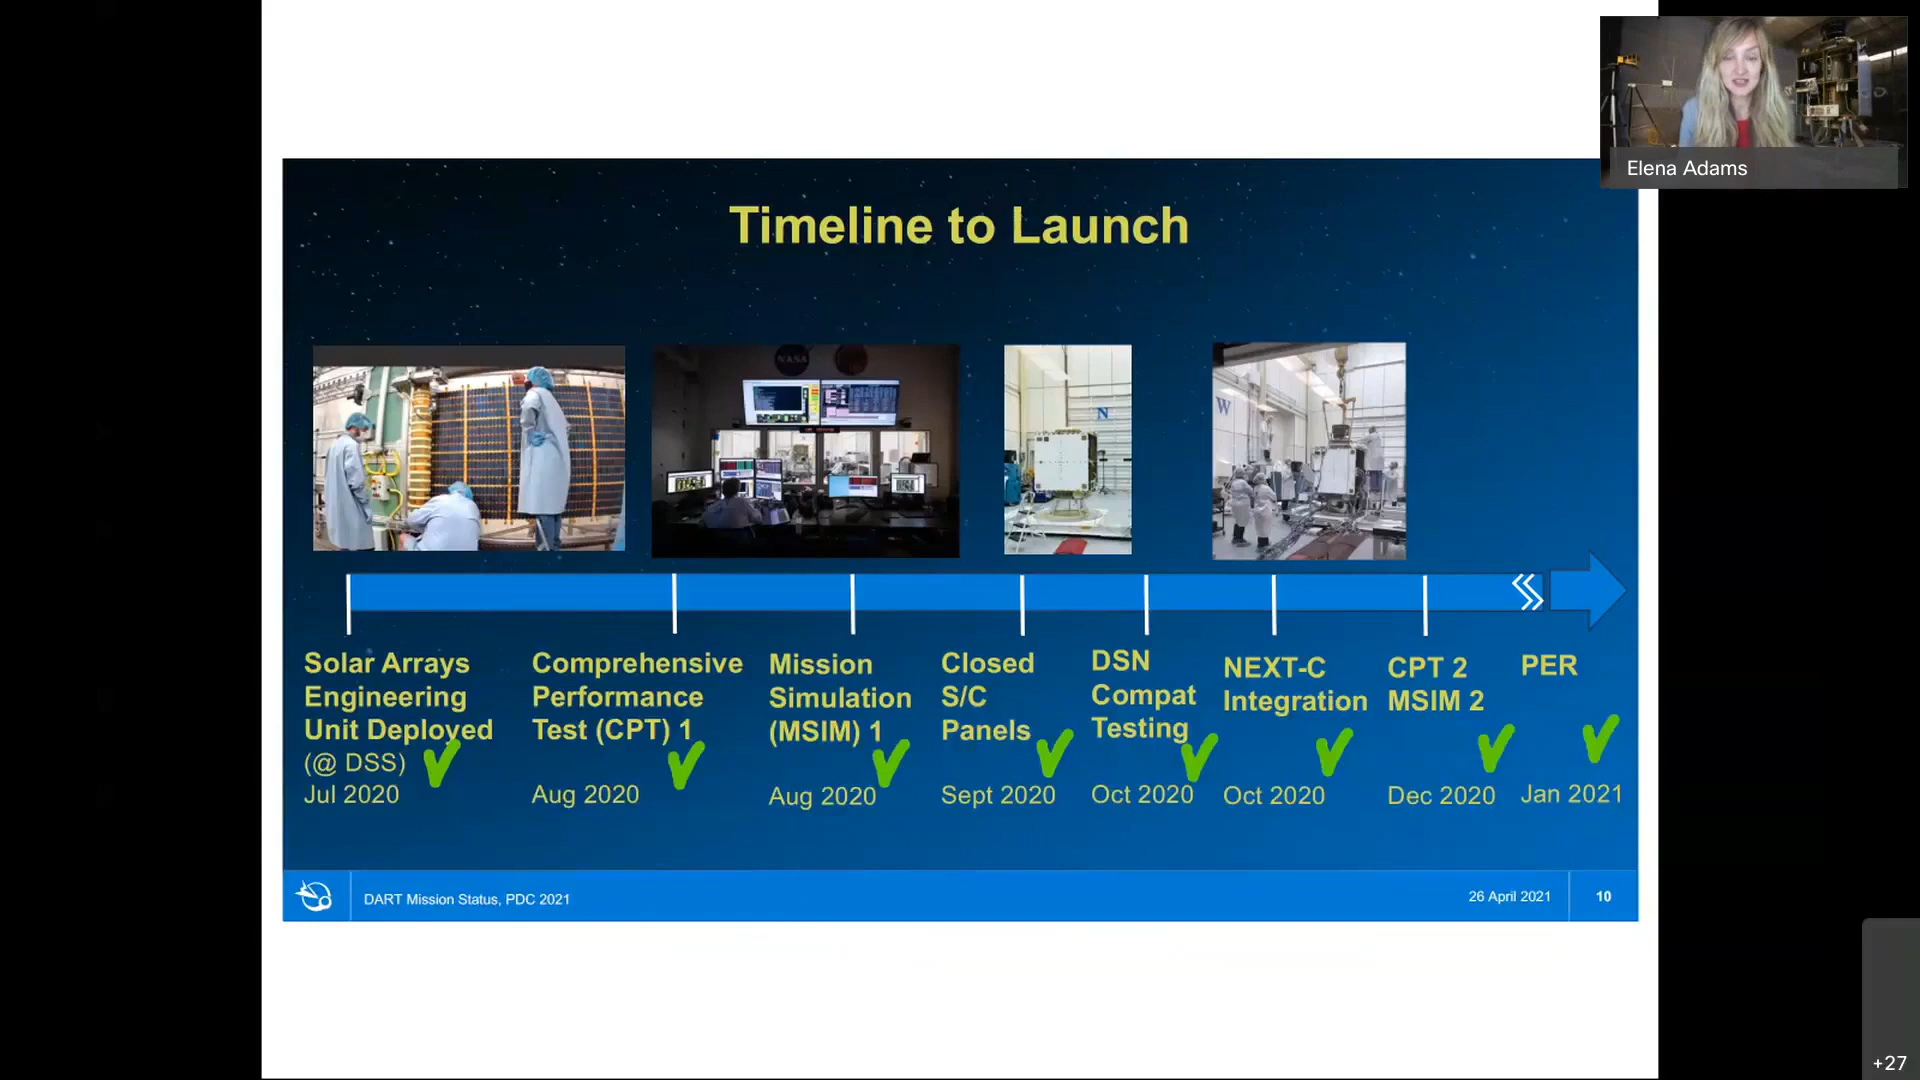 Elena Adams
Timeline to Launch
NASA
N
W
Solar Arrays
Engineering
Unit Deployed
(@ DSS)
Jul 2020
Comprehensive
Performance
Test (CPT) 1
Aug 2020
Mission
Simulation
(MSIM) 1
Aug 2020
Closed
S/C
Panels
Sept 2020
DSN
Compat
Testing
Oct 2020
NEXT-C
Integration
Oct 2020
CPT 2
MSIM 2
Dec 2020
PER
Jan 2021
DART Mission Status, PDC 2021
26 April 2021
10
+27